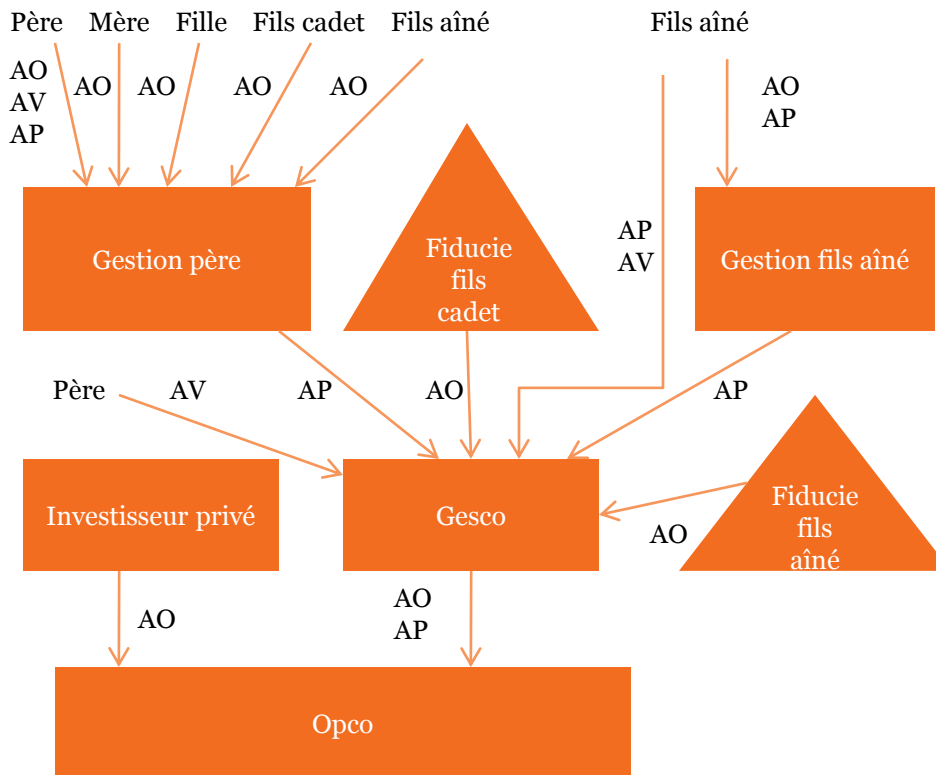 Père Mère Fille Fils cadet Fils aîné Fils aîné
AO
AV
AP
AO
AO
AO
AO
AO
AP
Gestion père
Fiducie
fils
cadet
AP
AV
Gestion fils aîné
Père
AV
AP
AO
AP
Investisseur privé
Gesco
Fiducie
fils
aîné
AO
AO
AO
AP
Opco